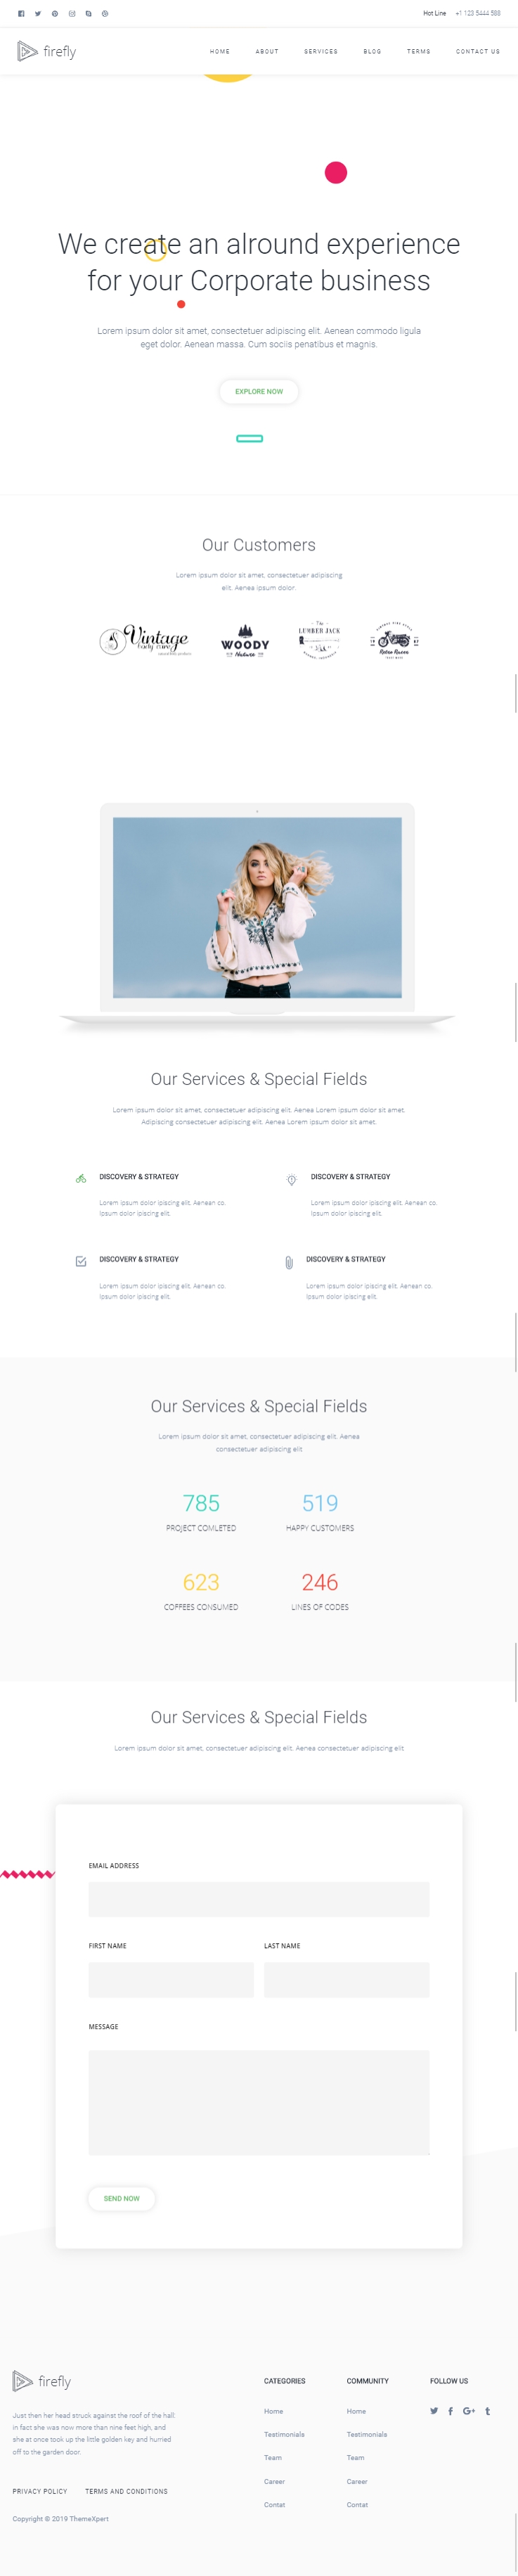 Hot Line +1 123 5444 588
firefly
HOME ABOUT SERVICES BLOG TERMS CONTACT US
We create an alround experience
for your Corporate business
Lorem ipsum dolor sit amet, consectetuer adipiscing elit. Aenean commodo ligula
eget dolor. Aenean massa. Cum sociis penatibus et magnis.
EXPLORE NOW
Our Customers
Lorem ipsum dolor sit amet, consectetuer adipiscing
elit. Aenea ipsum dolor.
Vintage
body care
natural body products
WOODY
Nature
The
LUMBER JACK
Retro Racer
Our Services & Special Fields
Lorem ipsum dolor sit amet, consectetuer adipiscing elit. Aenea Lorem ipsum dolor sit amet,
Adipiscing consectetuer adipiscing elit. Aenea Lorem ipsum dolor sit amet.
DISCOVERY & STRATEGY
Lorem ipsum dolor ipiscing elit. Aenean co.
Ipsum dolor ipiscing elit.
DISCOVERY & STRATEGY
Lorem ipsum dolor ipiscing elit. Aenean co.
Ipsum dolor ipiscing elit.
DISCOVERY & STRATEGY
Lorem ipsum dolor ipiscing elit. Aenean co.
Ipsum dolor ipiscing elit.
DISCOVERY & STRATEGY
Lorem ipsum dolor ipiscing elit. Aenean co.
Ipsum dolor ipiscing elit.
Our Services & Special Fields
Lorem ipsum dolor sit amet, consectetuer adipiscing elit. Aenea
consectetuer adipiscing elit
785
PROJECT COMLETED
519
HAPPY CUSTOMERS
623
COFFEES CONSUMED
246
LINES OF CODES
Our Services & Special Fields
Lorem ipsum dolor sit amet, consectetuer adipiscing elit. Aenea consectetuer adipiscing elit
EMAIL ADDRESS
FIRST NAME LAST NAME
MESSAGE
SEND NOW
firefly
Just then her head struck against the roof of the hall:
in fact she was now more than nine feet high, and
she at once took up the little golden key and hurried
off to the garden door.
PRIVACY POLICY TERMS AND CONDITIONS
Copyright © 2019 ThemeXpert
CATEGORIES
Home
Testimonials
Team
Career
Contat
COMMUNITY
Home
Testimonials
Team
Career
Contat
FOLLOW US